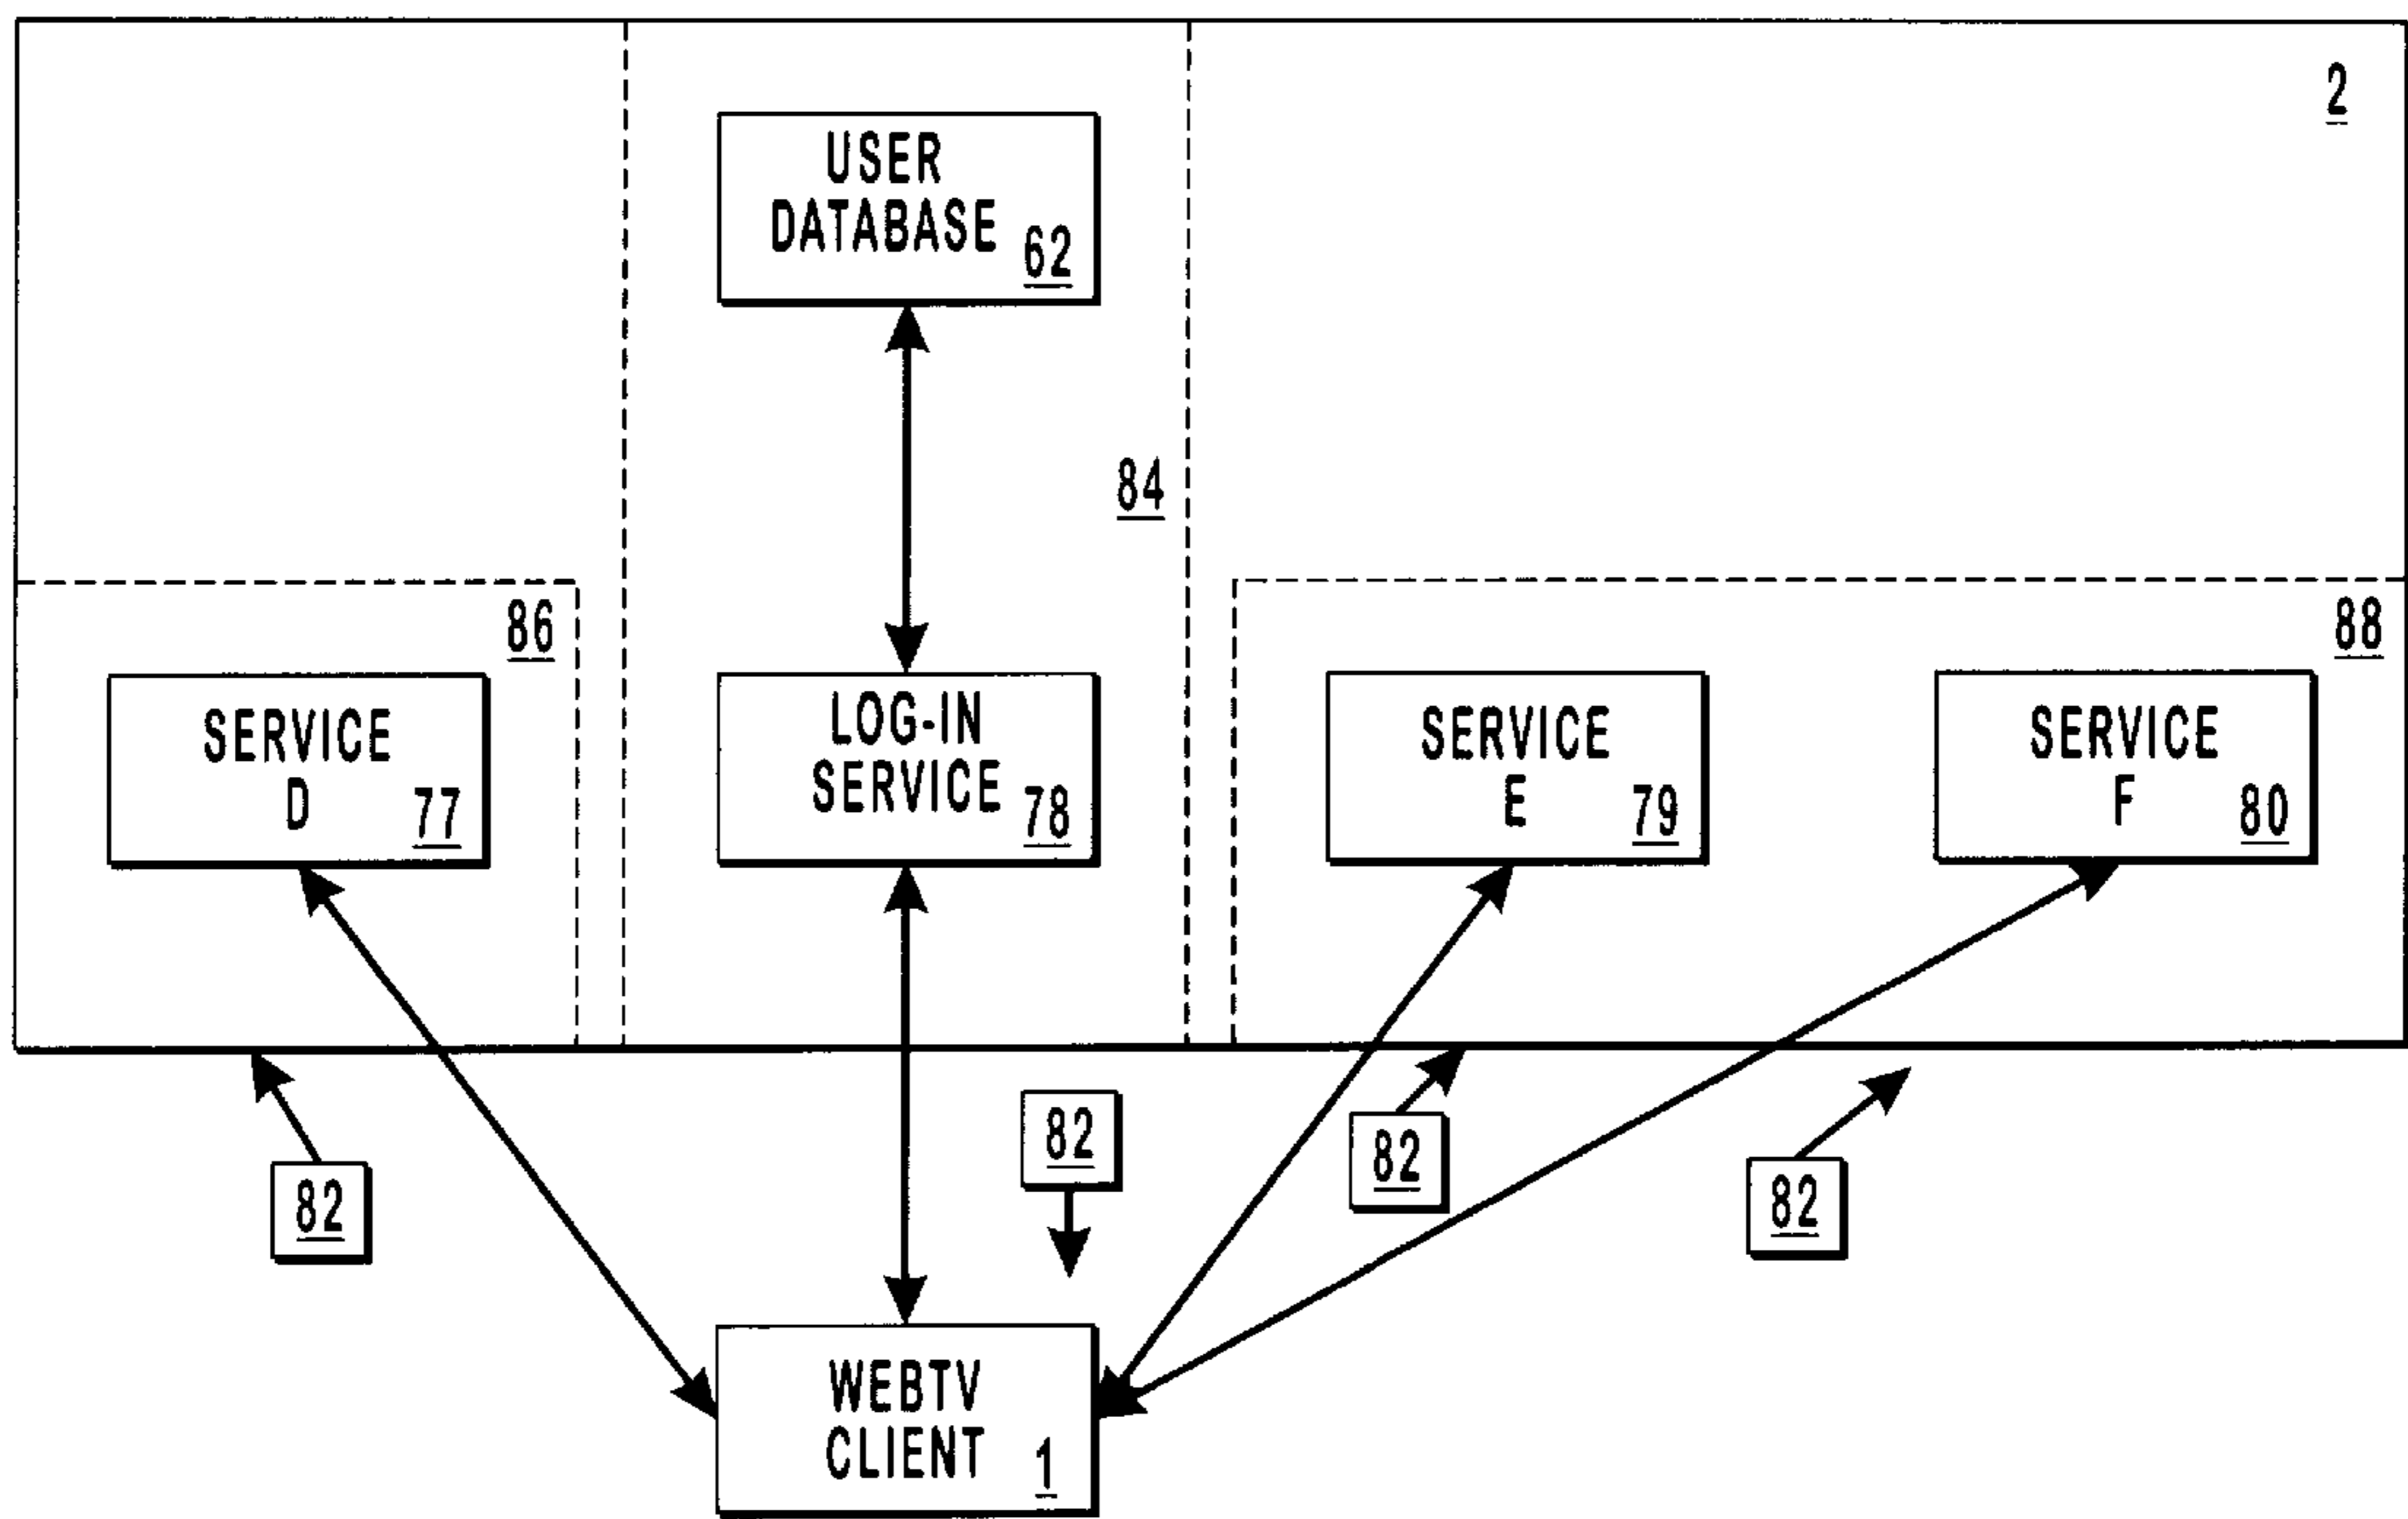 2
USER
DATABASE 62
84
86
88
SERVICE
D 77
LOG-IN
SERVICE 78
SERVICE
E 79
SERVICE
F 80
82
82
82
82
WEBTV
CLIENT 1